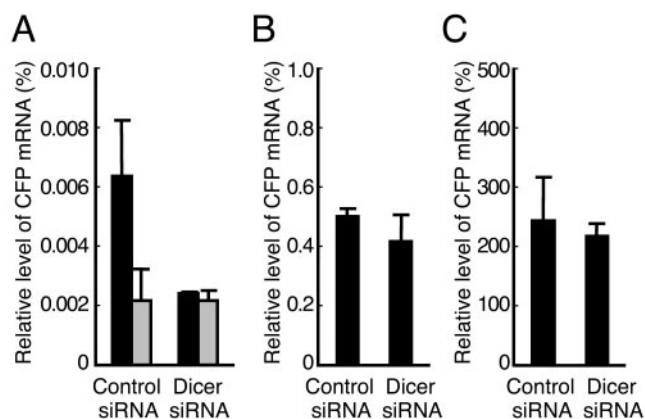 A
Relative level of CFP mRNA (%)
0.010
0.008
0.006
0.004
0.002
0
Control
siRNA
Dicer
siRNA
B
Relative level of CFP mRNA (%)
1.0
0.8
0.6
0.4
0.2
0
Control
siRNA
Dicer
siRNA
C
Relative level of CFP mRNA (%)
500
400
300
200
100
0
Control
siRNA
Dicer
siRNA